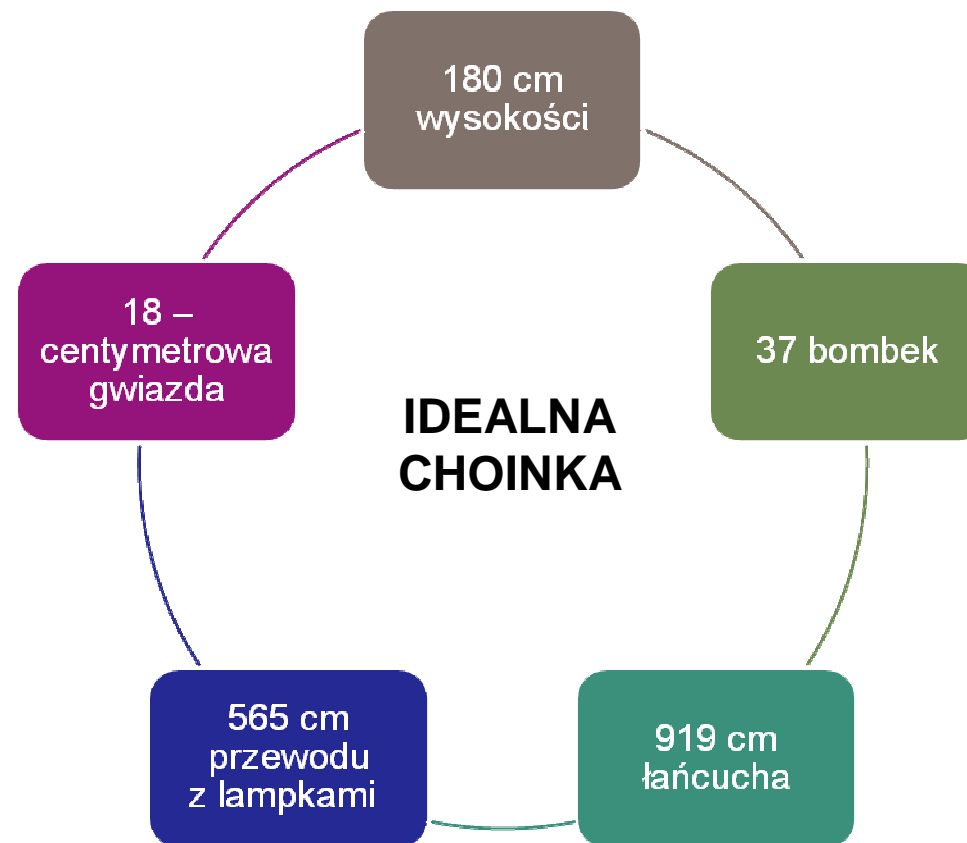 180 cm
wysokości
37 bombek
919 cm
łańcucha
565 cm
przewodu
z lampkami
18 –
centymetrowa
gwiazda
IDEALNA
CHOINKA